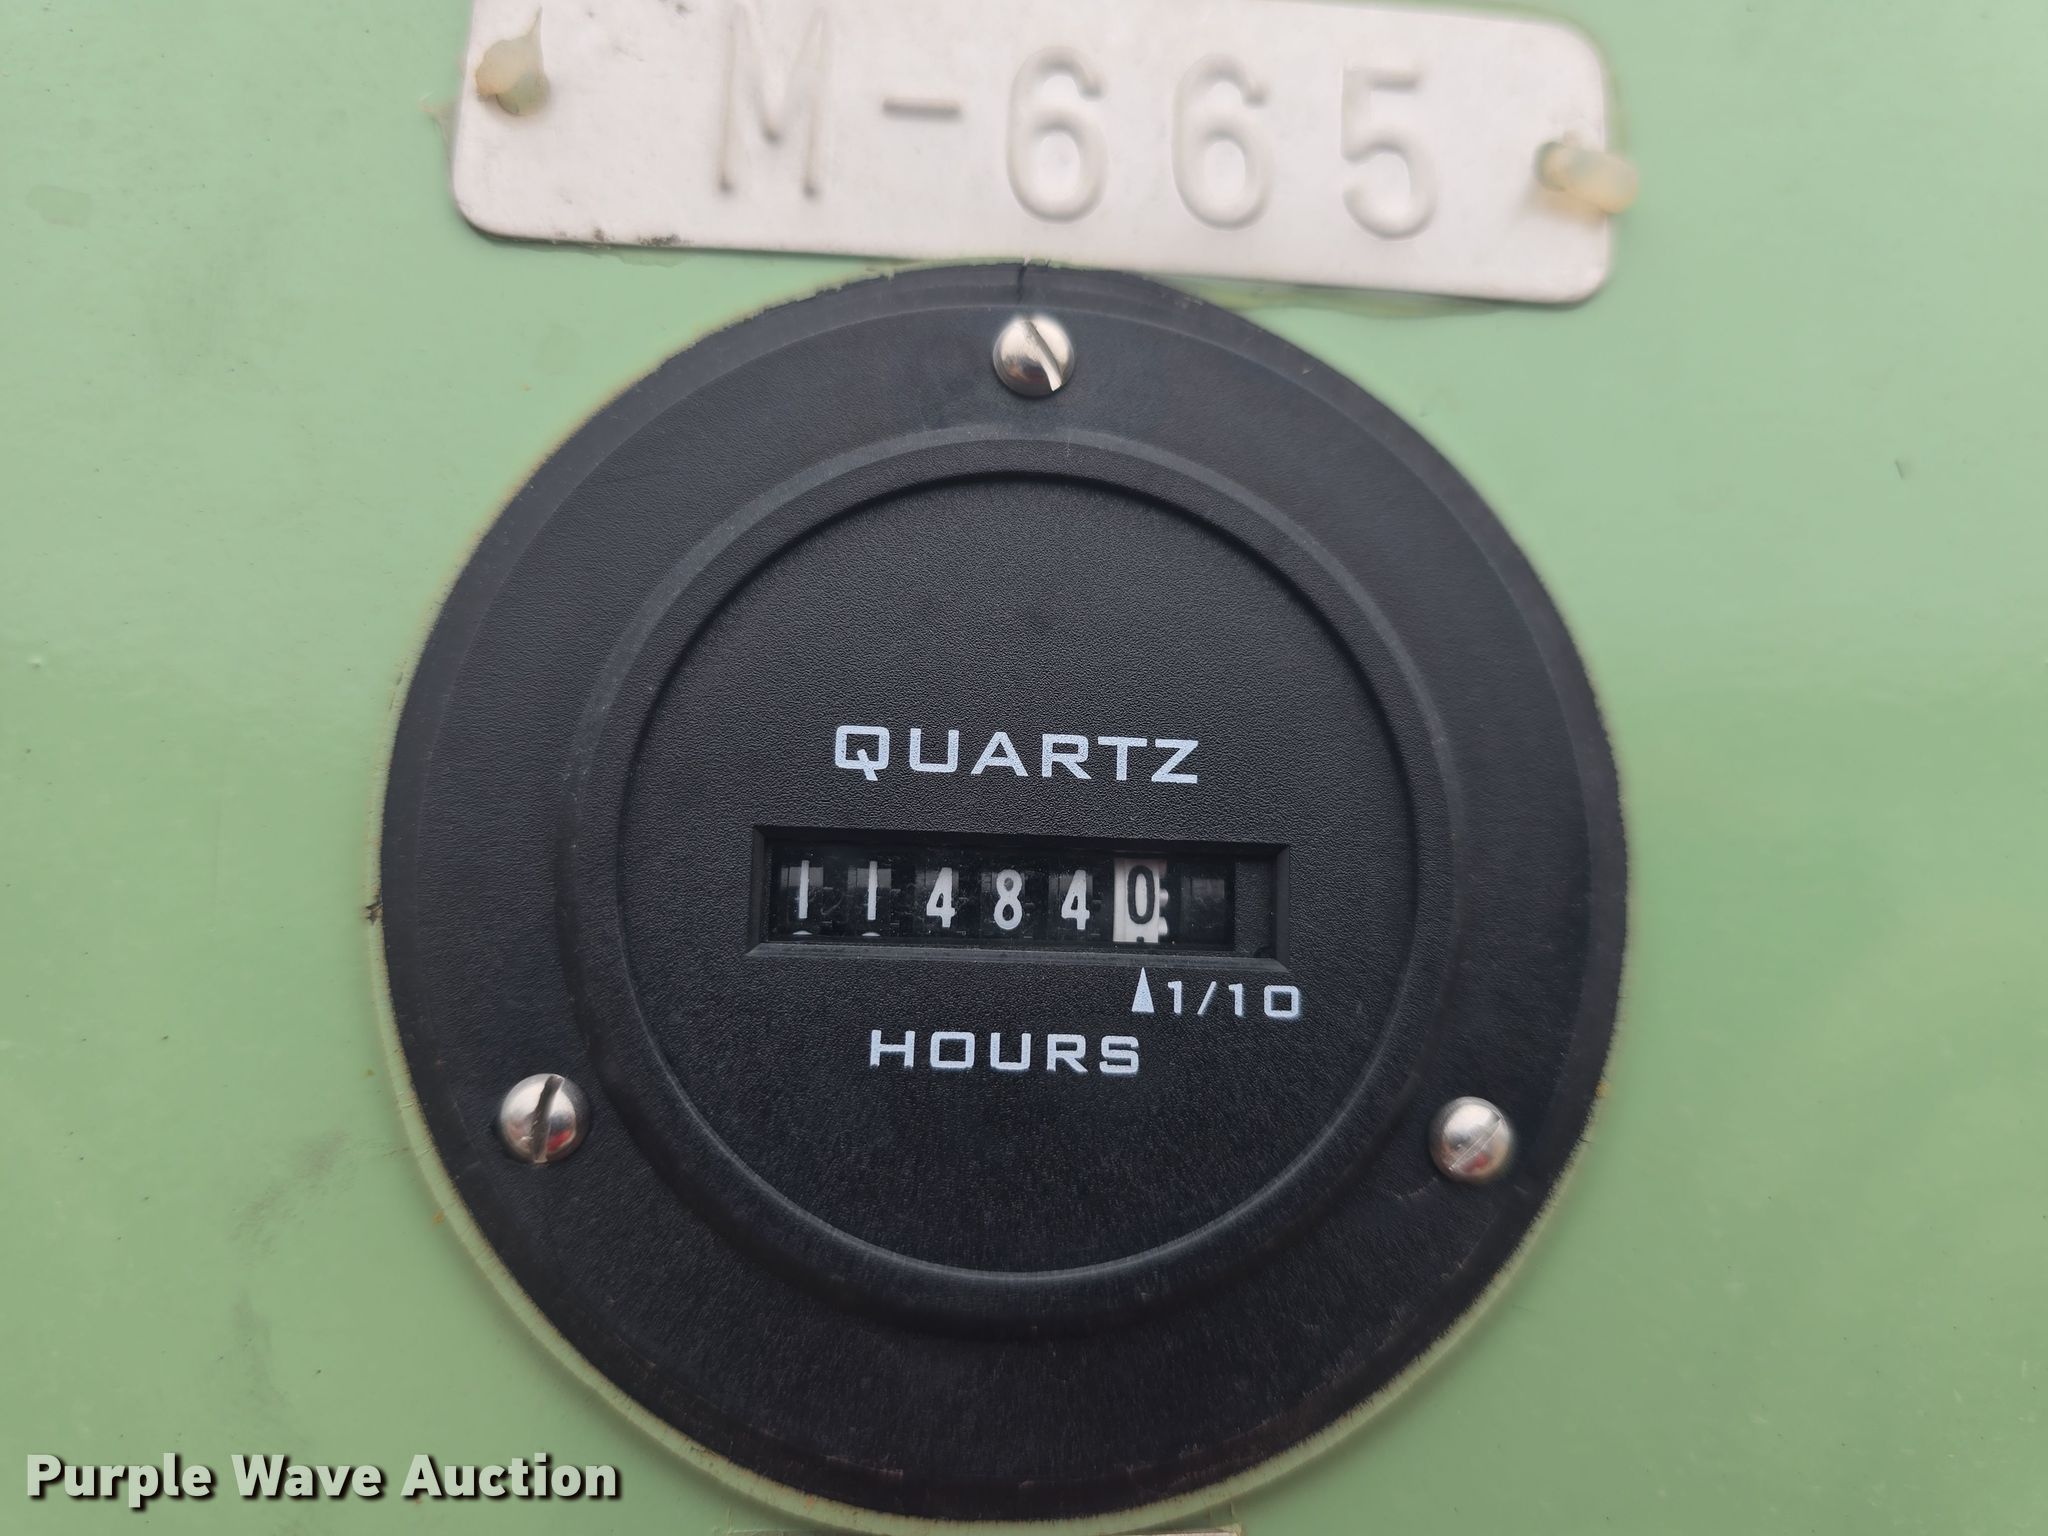 M-665
QUARTZ
114840
1/10
HOURS
Purple Wave Auction